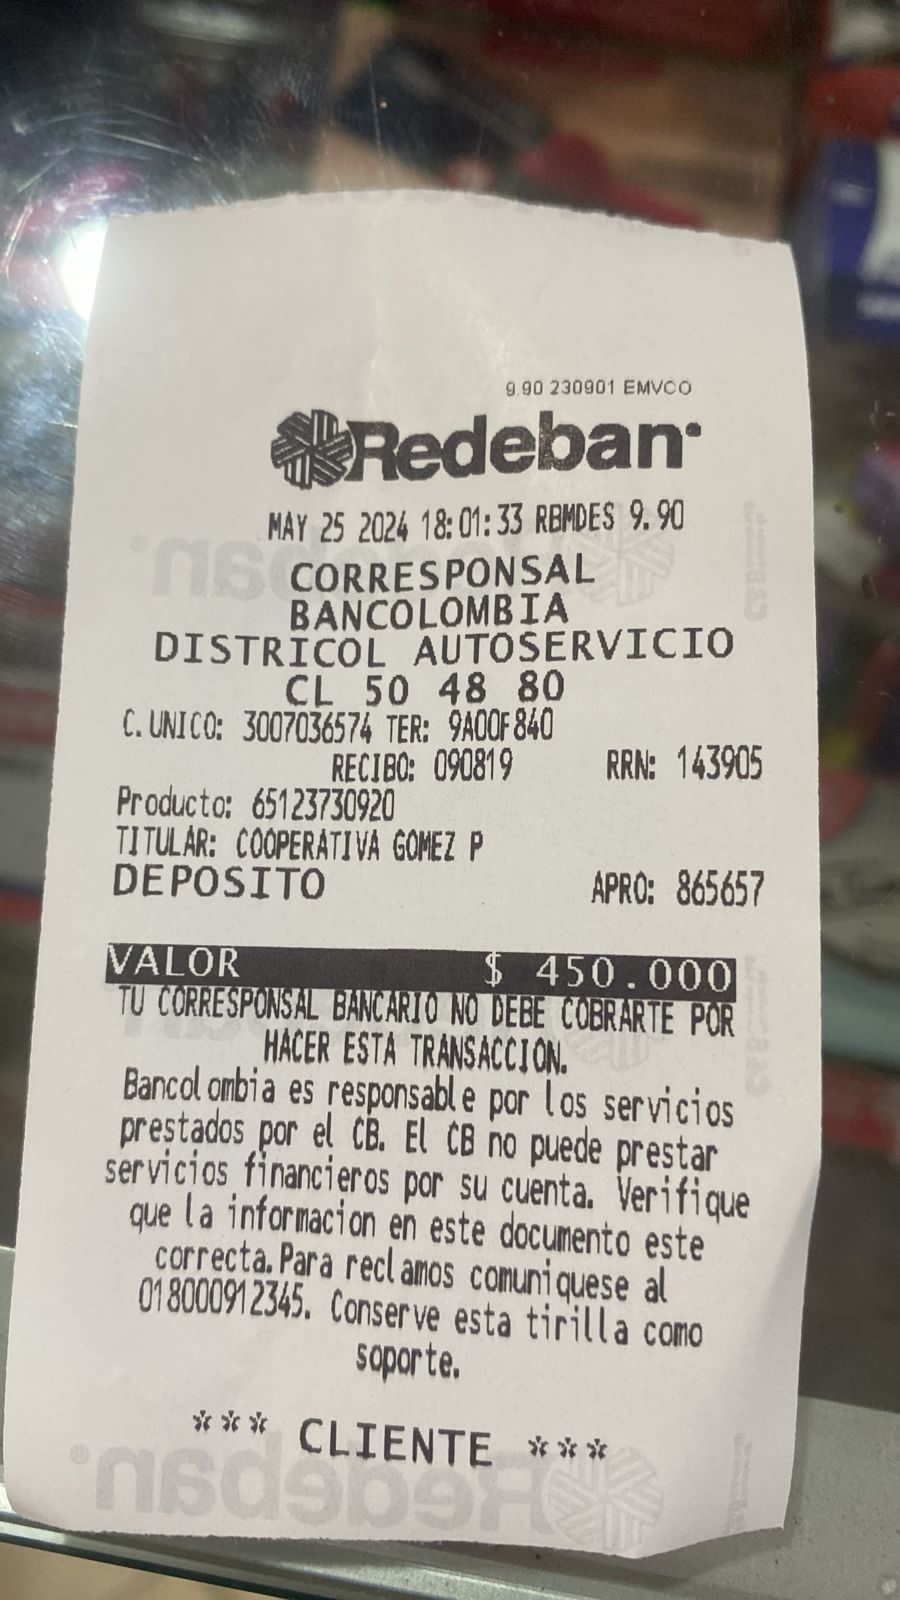 9.90 230901 EMVCO
Redeban
MAY 25 2024 18:01:33 RBMDES 9.90
CORRESPONSAL
BANCOLOMBIA
DISTRICOL AUTOSERVICIO
CL 50 48 80
C. UNICO: 3007036574 TER: 9A00F840
RECIBO: 090819 RRN: 143905
Producto: 65123730920
TITULAR: COOPERATIVA GOMEZ P
DEPOSITO APRO: 865657
VALOR $ 450.000
TU CORRESPONSAL BANCARIO NO DEBE COBRARTE POR
HACER ESTA TRANSACCION.
Bancolombia es responsable por los servicios
prestados por el CB. El CB no puede prestar
servicios financieros por su cuenta. Verifique
que la informacion en este documento este
correcta. Para reclamos comuniquese al
018000912345. Conserve esta tirilla como
soporte.
*** CLIENTE ***